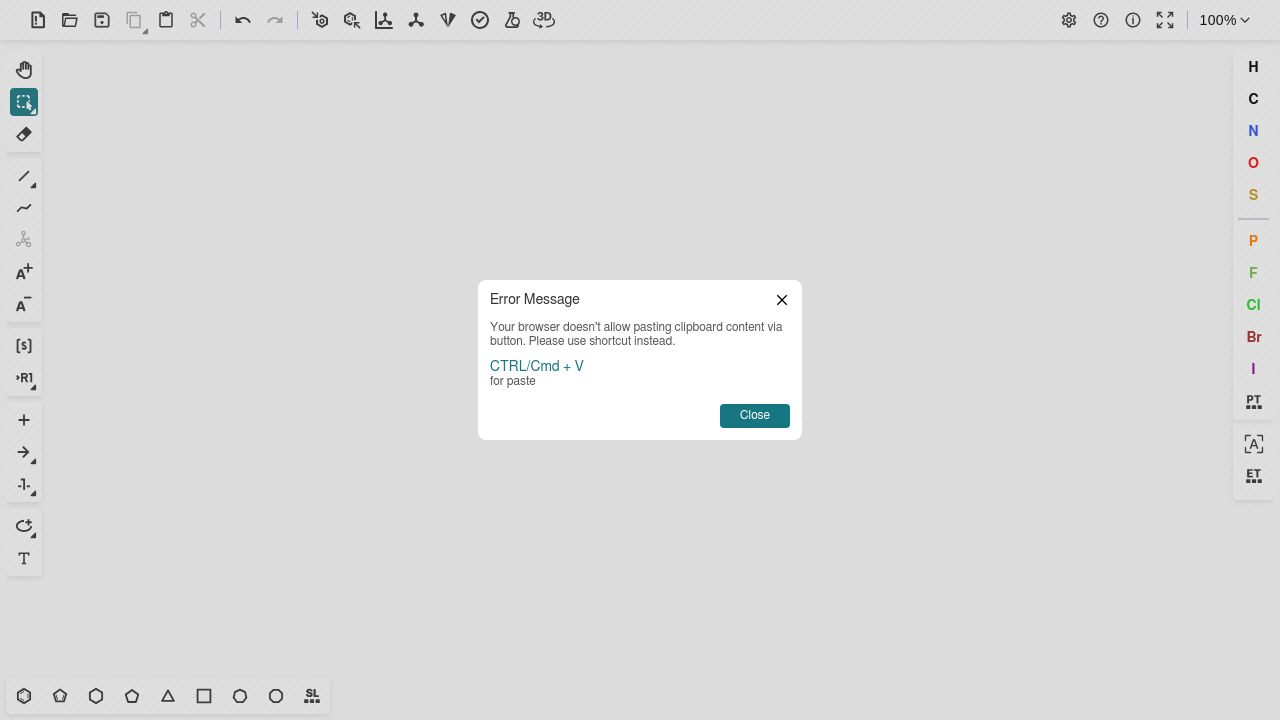 3D
100%
H
C
N
O
S
P
F
Cl
Br
I
PT
A
ET
A+
A−
[s]
R1
1
T
SL
Error Message
Your browser doesn't allow pasting clipboard content via
button. Please use shortcut instead.
CTRL/Cmd + V
for paste
Close